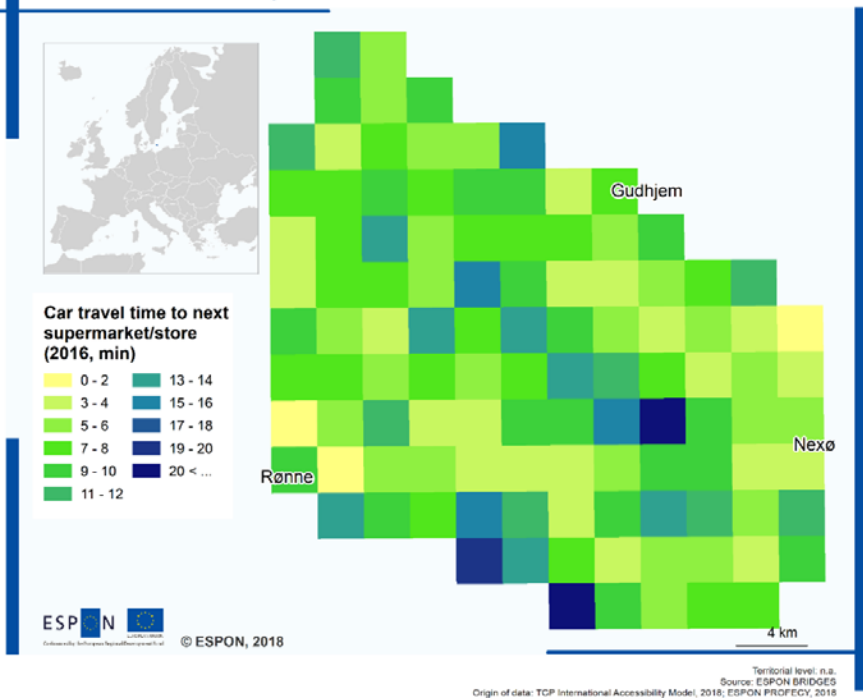 Gudhjem
Car travel time to next
supermarket/store
(2016, min)
0 - 2
3 - 4
5 - 6
7 - 8
9 - 10
11 - 12
13 - 14
15 - 16
17 - 18
19 - 20
20 < ...
Nexø
Rønne
ESPON
© ESPON, 2018
4 km
Territorial level: n.a.
Source: ESPON BRIDGES
Origin of data: TCP International Accessibility Model, 2018; ESPON PROFECY, 2018